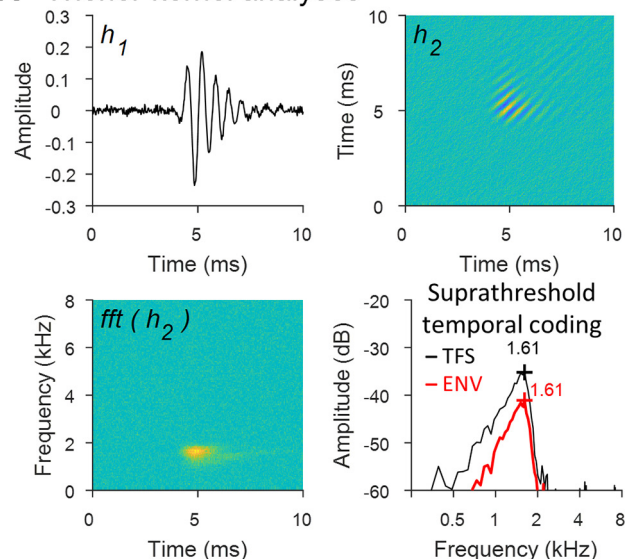 h1
Amplitude
0.3
0.2
0.1
0
-0.1
-0.2
-0.3
0 5 10
Time (ms)
h2
Time (ms)
10
5
0
0 5 10
Time (ms)
fft ( h2 )
Frequency (kHz)
8
6
4
2
0
0 5 10
Time (ms)
Suprathreshold
temporal coding
1.61
– TFS
– ENV
1.61
Amplitude (dB)
-20
-30
-40
-50
-60
0.5 1 2 4 8
Frequency (kHz)